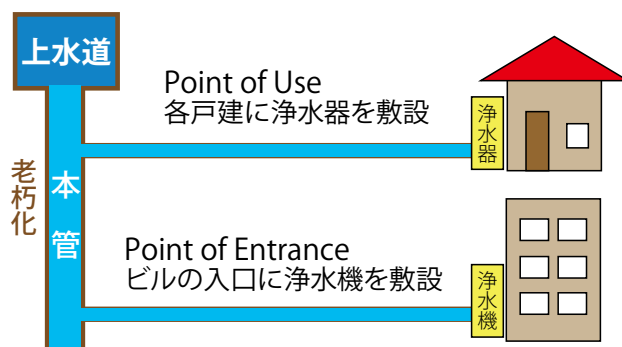 上水道
Point of Use
各戸建に浄水器を敷設
浄水器
老朽化
本管
Point of Entrance
ビルの入口に浄水機を敷設
浄水機